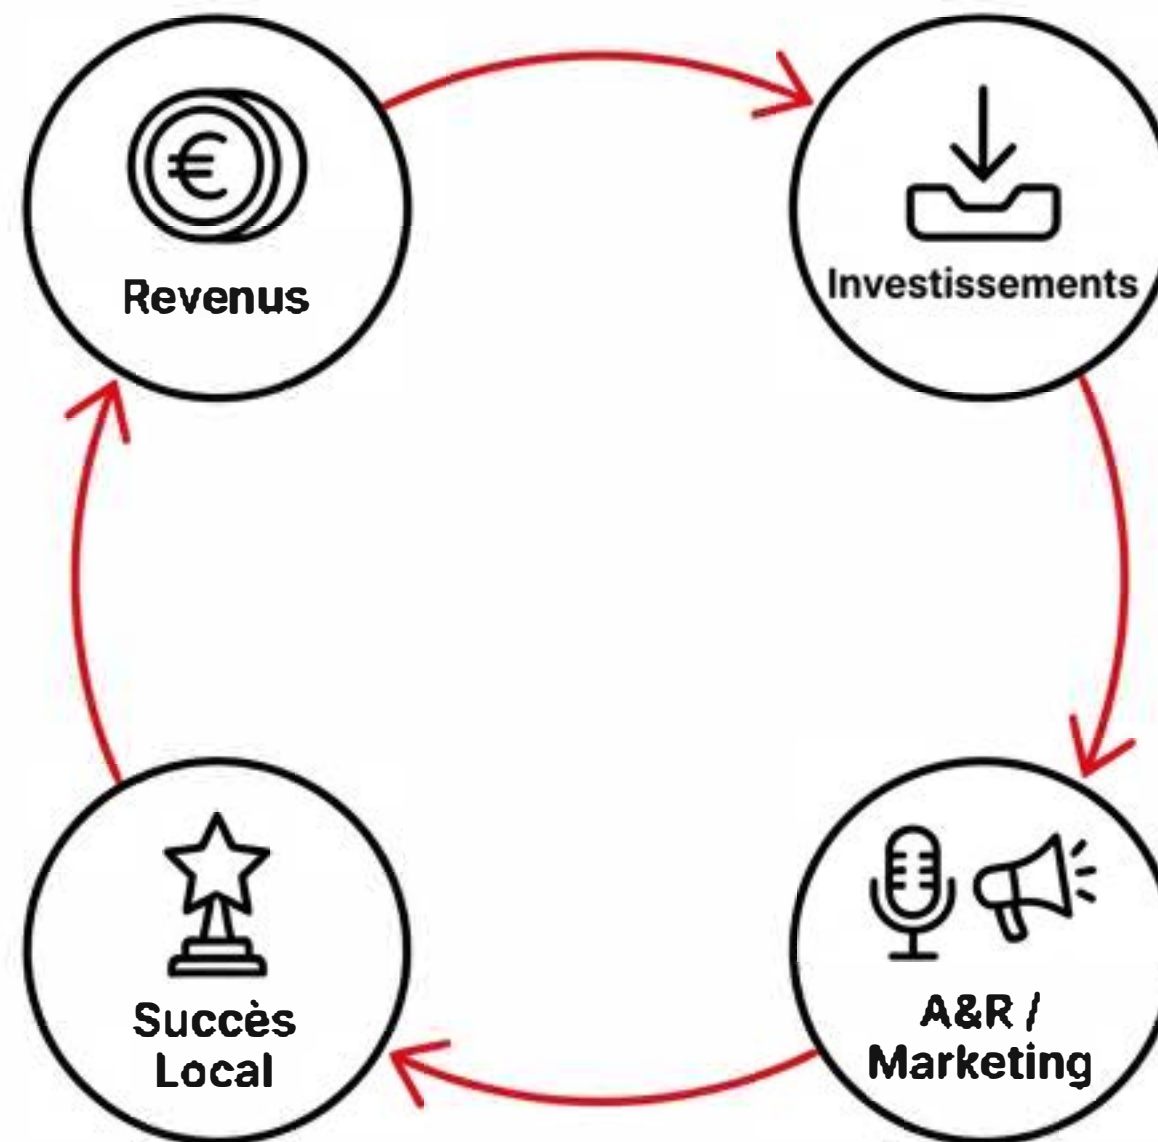 €
Revenus
Investissements
A&R /
Marketing
Succès
Local